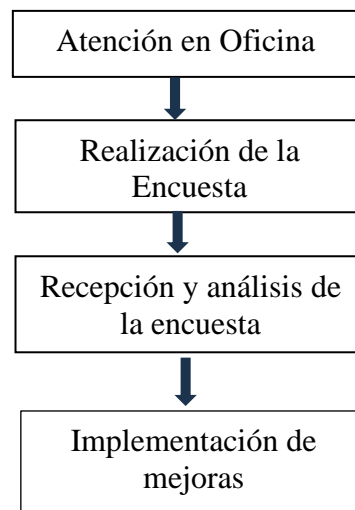 Atención en Oficina
Realización de la
Encuesta
Recepción y análisis de
la encuesta
Implementación de
mejoras